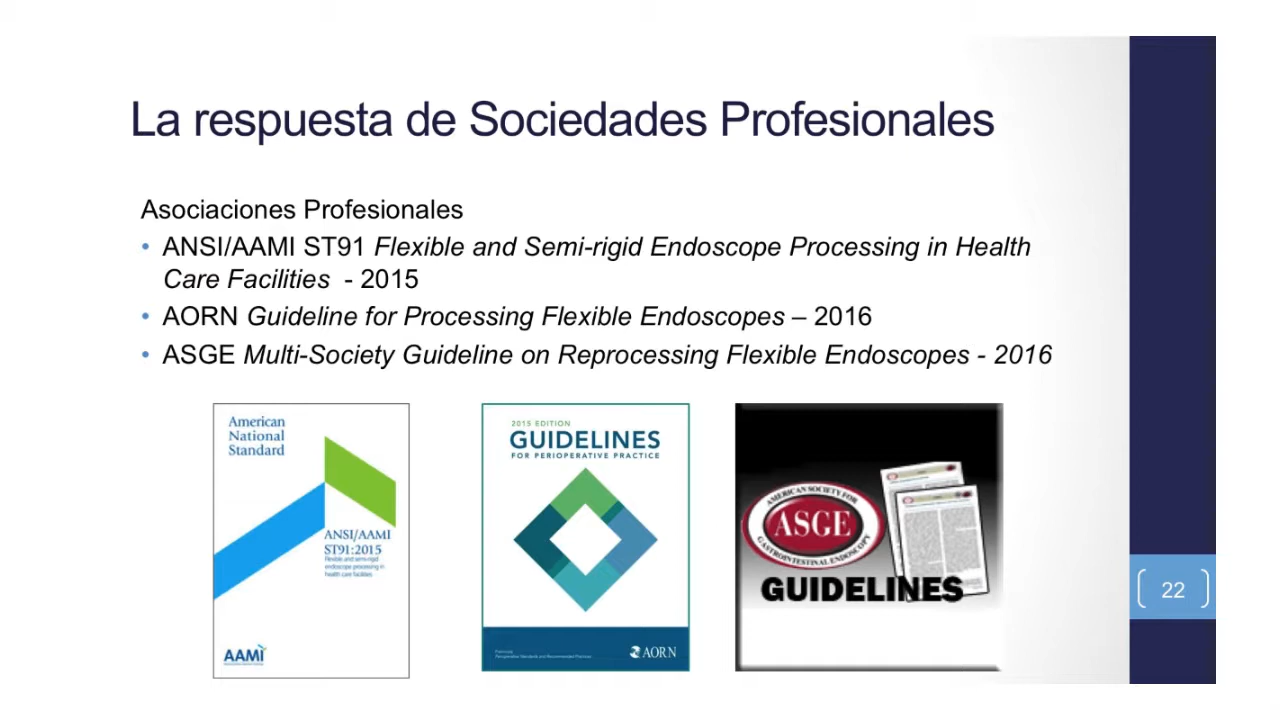 La respuesta de Sociedades Profesionales
Asociaciones Profesionales
• ANSI/AAMI ST91 Flexible and Semi-rigid Endoscope Processing in Health
Care Facilities - 2015
• AORN Guideline for Processing Flexible Endoscopes – 2016
• ASGE Multi-Society Guideline on Reprocessing Flexible Endoscopes - 2016
American
National
Standard
ANSI/AAMI
ST91:2015
Flexible and semi-rigid
endoscope processing in
health care facilities
AAMI
2015 EDITION
GUIDELINES
FOR PERIOPERATIVE PRACTICE
AORN
AMERICAN SOCIETY FOR
ASGE
GASTROINTESTINAL ENDOSCOPY
GUIDELINES
22